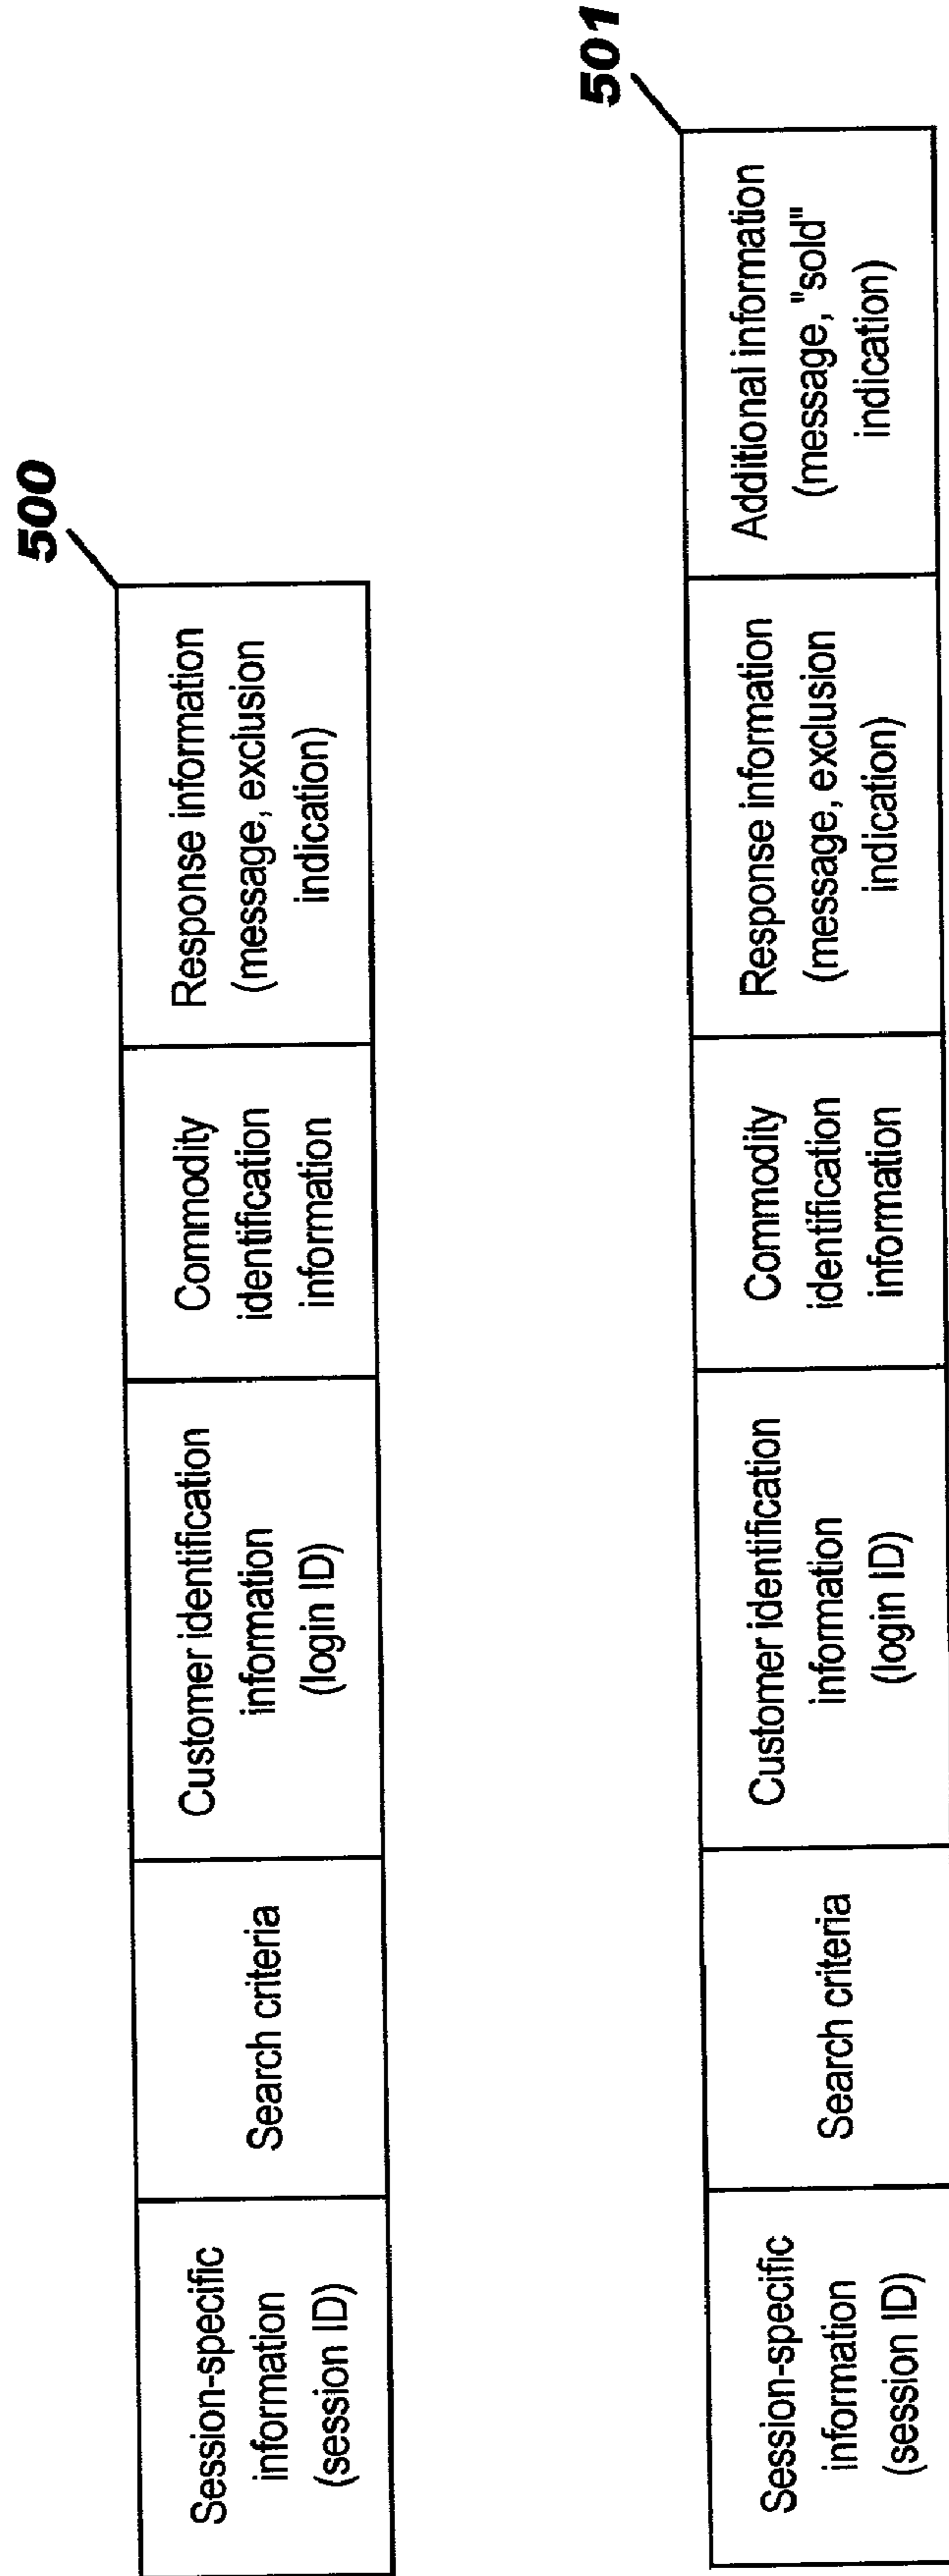 500
Session-specific
information
(session ID)
Search criteria
Customer identification
information
(login ID)
Commodity
identification
information
Response information
(message, exclusion
indication)
501
Session-specific
information
(session ID)
Search criteria
Customer identification
information
(login ID)
Commodity
identification
information
Response information
(message, exclusion
indication)
Additional information
(message, "sold"
indication)